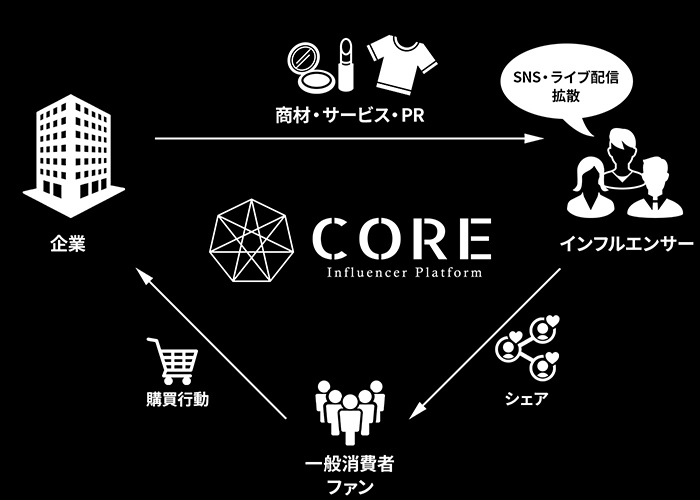 SNS・ライブ配信
拡散
商材・サービス・PR
企業
インフルエンサー
CORE
Influencer Platform
購買行動
シェア
一般消費者
ファン